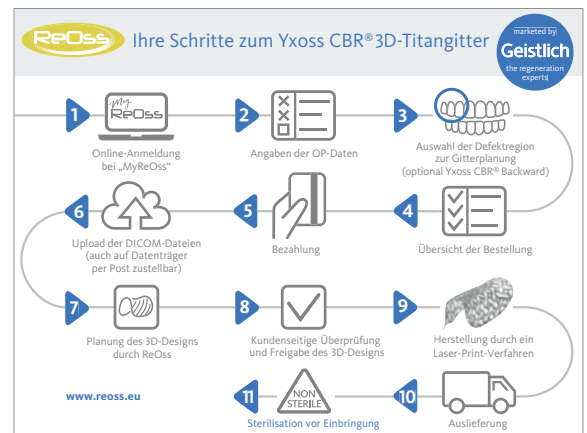 ReOss
Ihre Schritte zum Yxoss CBR® 3D-Titangitter
marketed by
Geistlich
the regeneration
experts
1
My
ReOss
Online-Anmeldung
bei „MyReOss“
2
Angaben der OP-Daten
3
Auswahl der Defektregion
zur Gitterplanung
(optional Yxoss CBR® Backward)
4
Übersicht der Bestellung
5
Bezahlung
6
Upload der DICOM-Dateien
(auch auf Datenträger
per Post zustellbar)
7
Planung des 3D-Designs
durch ReOss
8
Kundenseitige Überprüfung
und Freigabe des 3D-Designs
9
Herstellung durch ein
Laser-Print-Verfahren
10
Auslieferung
11
NON
STERILE
Sterilisation vor Einbringung
www.reoss.eu